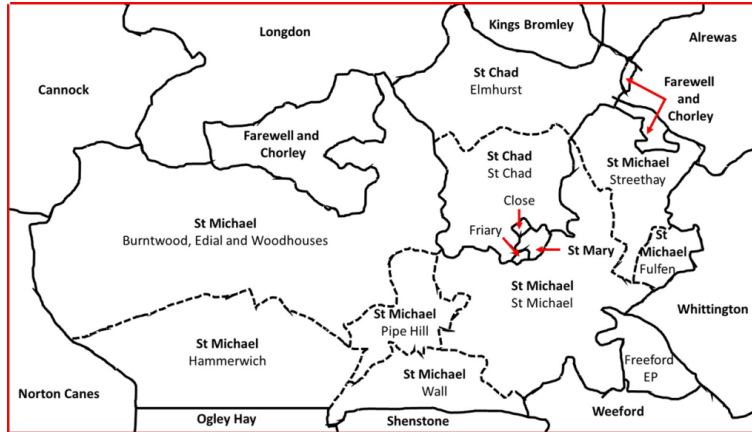 Kings Bromley
Longdon
Alrewas
St Chad
Elmhurst
Cannock
Farewell
and
Chorley
Farewell and
Chorley
St Chad
St Chad
St Michael
Streethay
Close
St Michael
Burntwood, Edial and Woodhouses
Friary
St Mary
St
Michael
Fulfen
St Michael
St Michael
Whittington
St Michael
Pipe Hill
St Michael
Hammerwich
Freeford
EP
St Michael
Wall
Norton Canes
Ogley Hay
Shenstone
Weeford